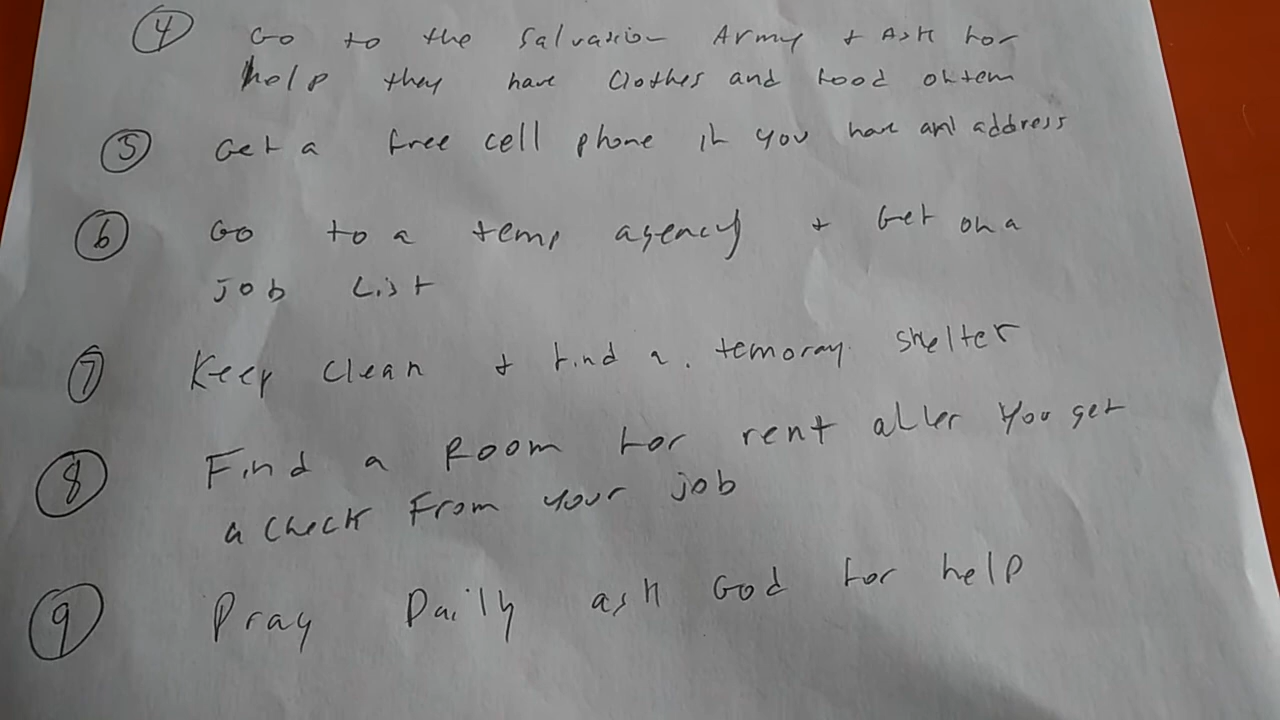 4 Go to the Salvation Army + Ask for
help they have Clothes and food often
5 Get a free cell phone if you have an address
6 Go to a temp agency + Get on a
job List
7 Keep clean + find a. temoray. shelter
8 Find a Room for rent after you get
a check From your job
9 Pray Daily ask God for help